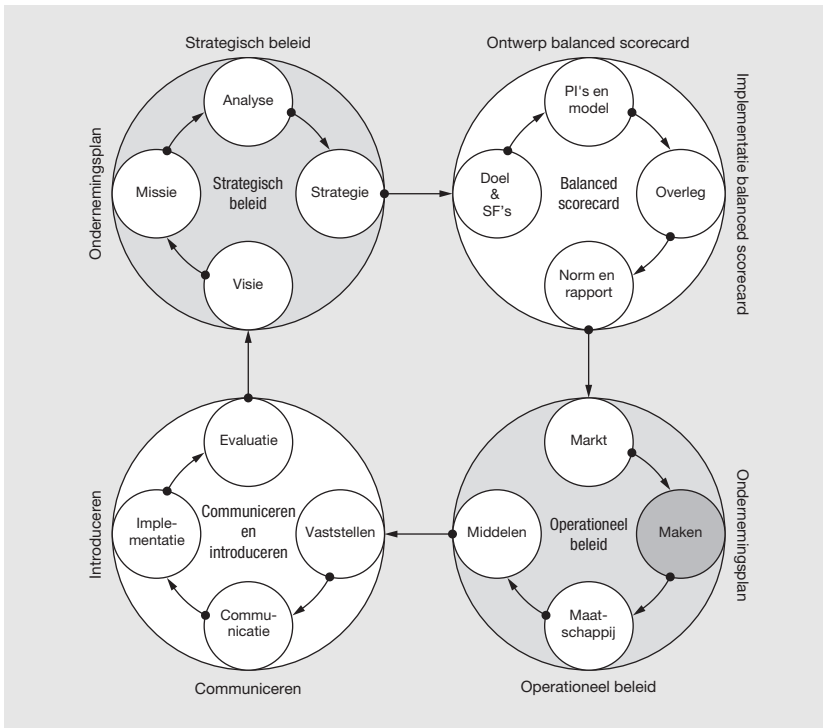 Strategisch beleid
Ondernemingsplan
Analyse
Missie
Strategisch
beleid
Strategie
Visie
Ontwerp balanced scorecard
Implementatie balanced scorecard
PI's en
model
Doel
&
SF's
Balanced
scorecard
Overleg
Norm en
rapport
Introduceren
Evaluatie
Imple-
mentatie
Communiceren
en
introduceren
Vaststellen
Commu-
nicatie
Communiceren
Markt
Middelen
Operationeel
beleid
Maken
Maat-
schappij
Ondernemingsplan
Operationeel beleid